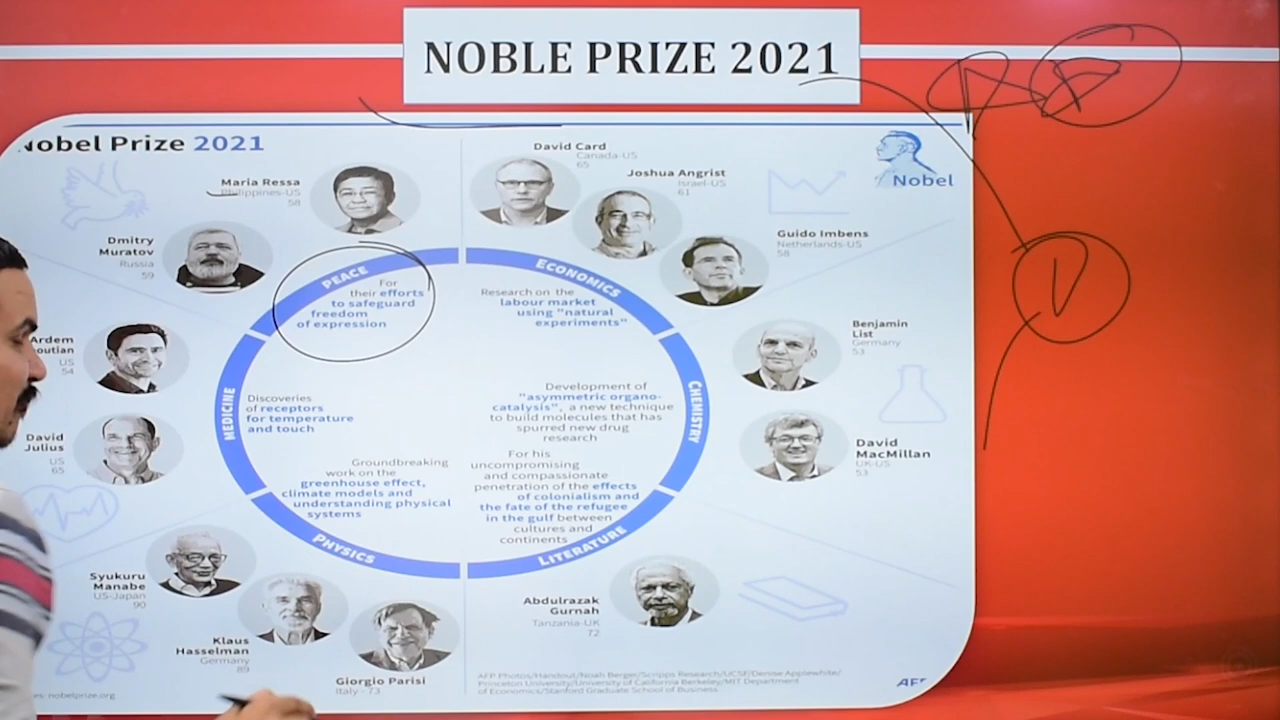 NOBLE PRIZE 2021
Nobel Prize 2021
Nobel
Maria Ressa
Philippines-US
58
Dmitry
Muratov
Russia
59
PEACE
For
their efforts
to safeguard
freedom
of expression
David Card
Canada-US
65
Joshua Angrist
Israel-US
61
Guido Imbens
Netherlands-US
58
ECONOMICS
Research on the
labour market
using "natural
experiments"
Ardem
outian
US
54
David
Julius
US
65
MEDICINE
Discoveries
of receptors
for temperature
and touch
Benjamin
List
Germany
53
David
MacMillan
UK-US
53
CHEMISTRY
Development of
"asymmetric organo-
catalysis", a new technique
to build molecules that has
spurred new drug
research
Groundbreaking
work on the
greenhouse effect,
climate models and
understanding physical
systems
PHYSICS
Syukuru
Manabe
US-Japan
90
Klaus
Hasselman
Germany
89
Giorgio Parisi
Italy - 73
For his
uncompromising
and compassionate
penetration of the effects
of colonialism and
the fate of the refugee
in the gulf between
cultures and
continents
LITERATURE
Abdulrazak
Gurnah
Tanzania-UK
72
es: nobelprize.org
AFP Photos/Handout/Noah Berger/Scripps Research/UCSF/Denise Applewhite/
Princeton University/University of California Berkeley/MIT Department
of Economics/Stanford Graduate School of Business
AFP